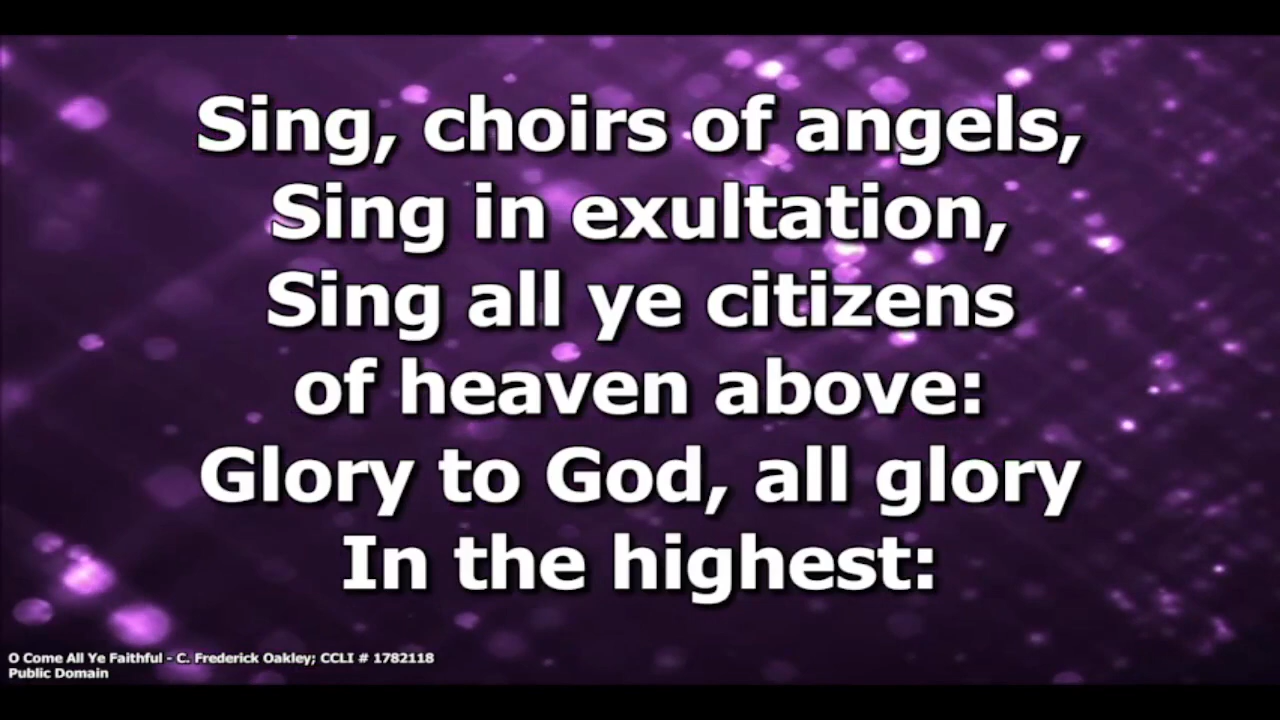 Sing, choirs of angels,
Sing in exultation,
Sing all ye citizens
of heaven above:
Glory to God, all glory
In the highest:
O Come All Ye Faithful - C. Frederick Oakley; CCLI # 1782118
Public Domain